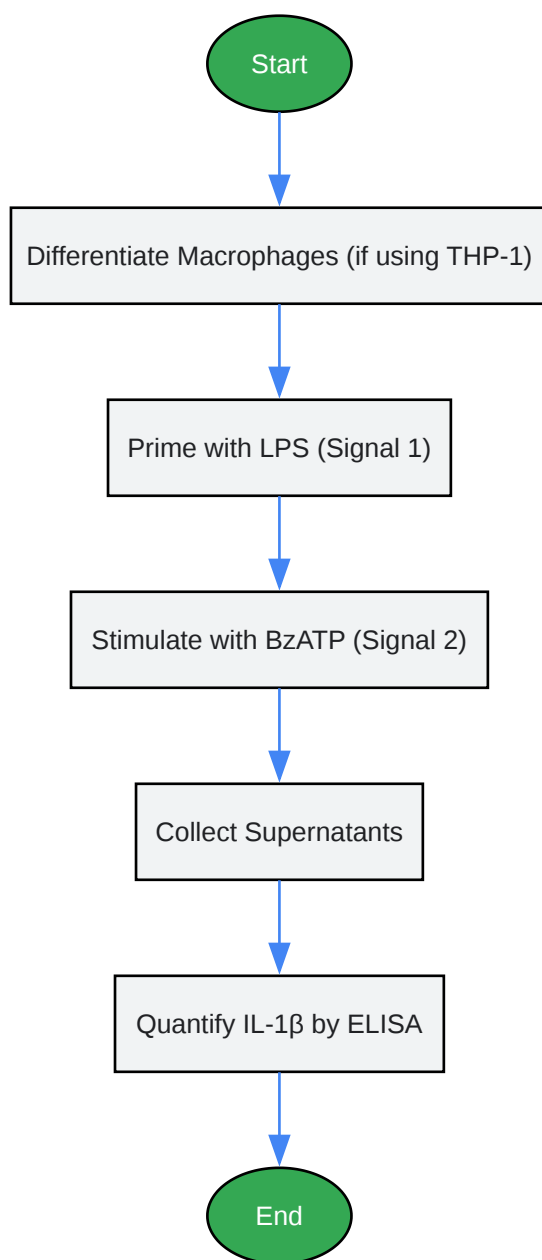 Start
Differentiate Macrophages (if using THP-1)
Prime with LPS (Signal 1)
Stimulate with BzATP (Signal 2)
Collect Supernatants
Quantify IL-1β by ELISA
End